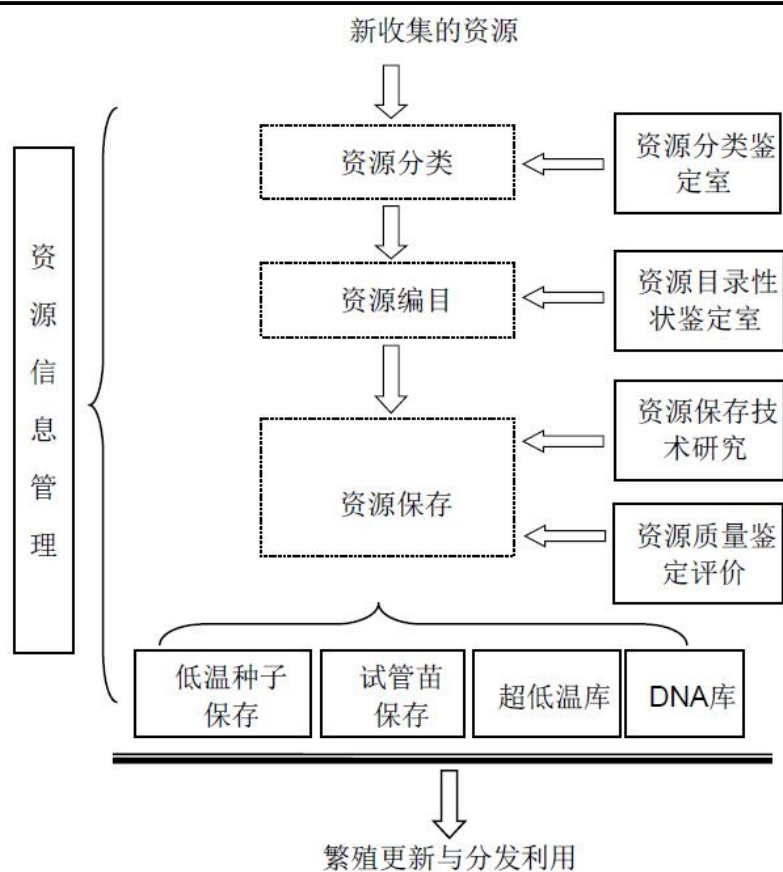 新收集的资源
资源分类
资源分类鉴
定室
资源编目
资源目录性
状鉴定室
资源信息管理
资源保存
资源保存技
术研究
资源质量鉴
定评价
低温种子
保存
试管苗
保存
超低温库
DNA库
繁殖更新与分发利用